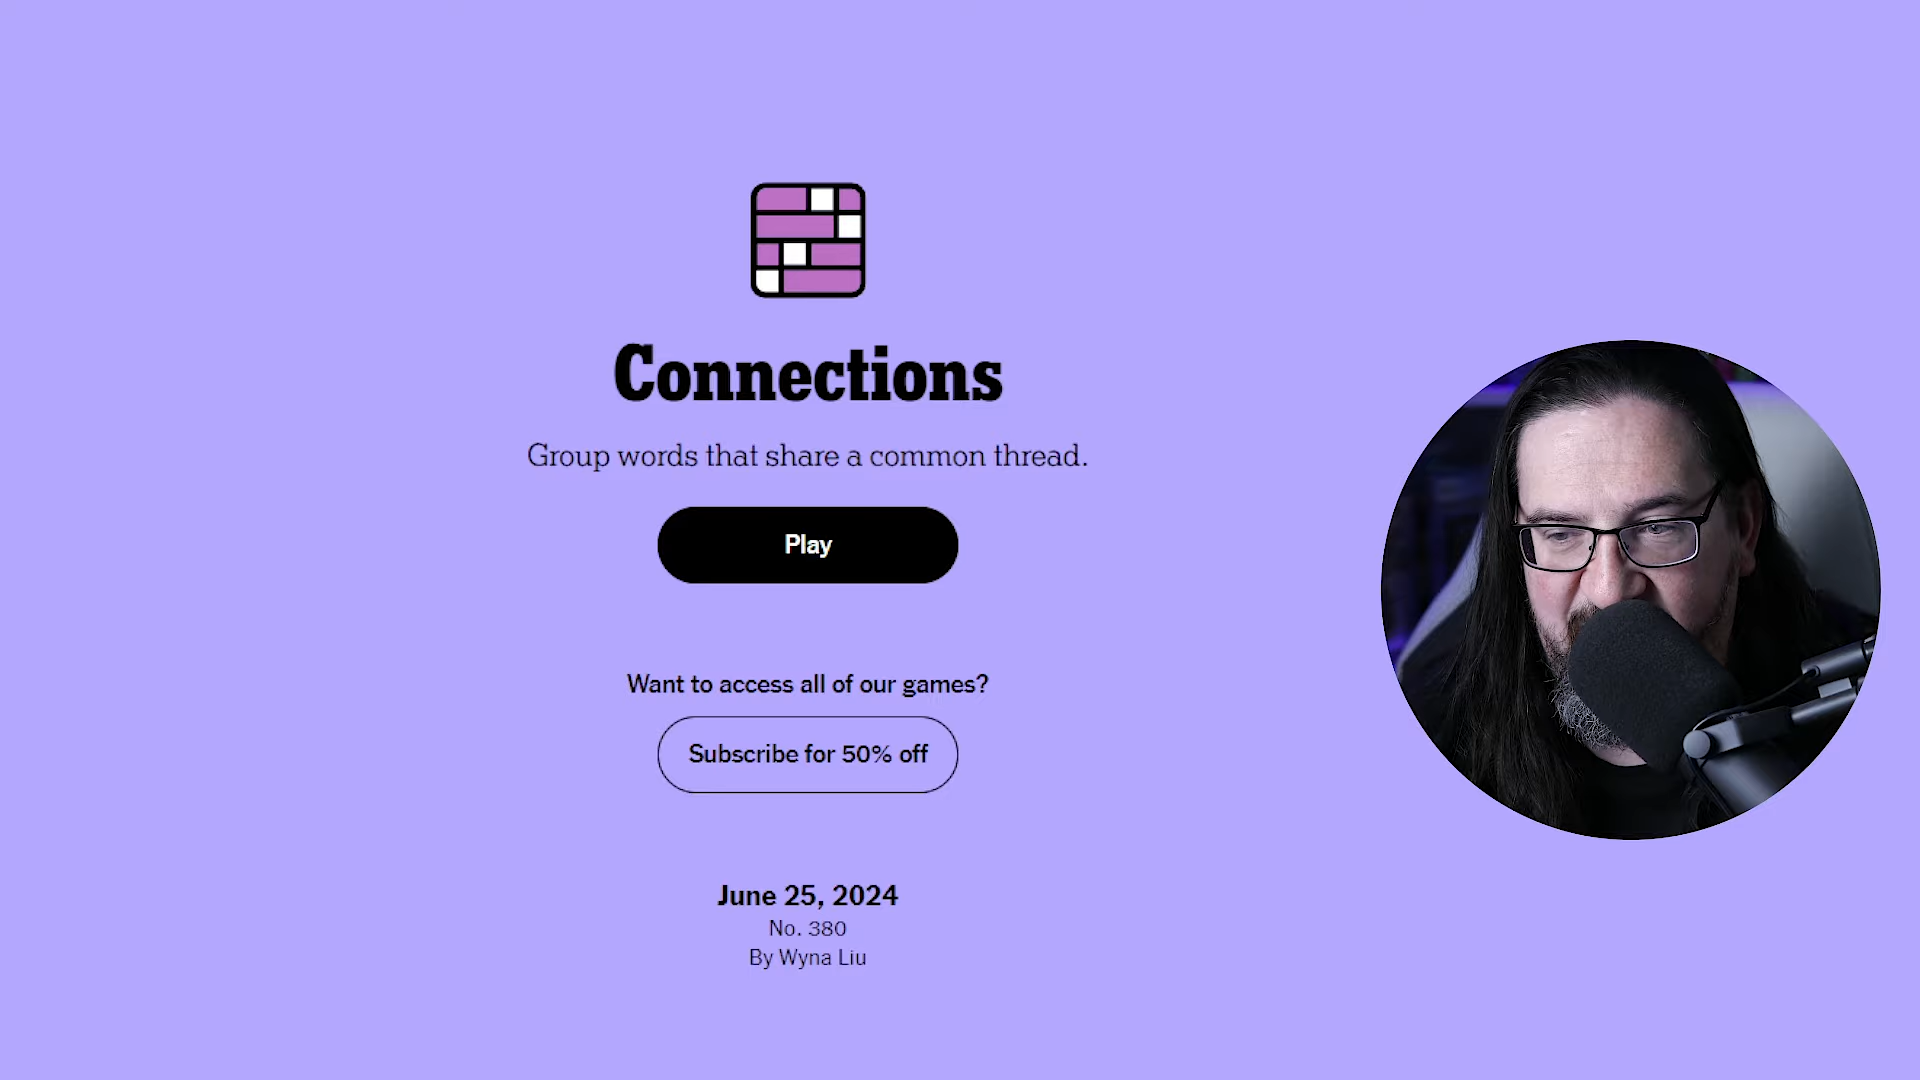 Connections
Group words that share a common thread.
Play
Want to access all of our games?
Subscribe for 50% off
June 25, 2024
No. 380
By Wyna Liu